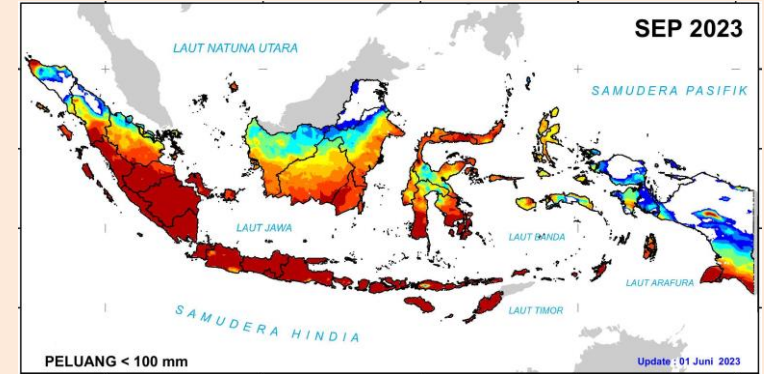 SEP 2023
LAUT NATUNA UTARA
SAMUDERA PASIFIK
LAUT JAWA
LAUT BANDA
LAUT ARAFURA
SAMUDERA HINDIA
LAUT TIMOR
PELUANG < 100 mm
Update : 01 Juni 2023